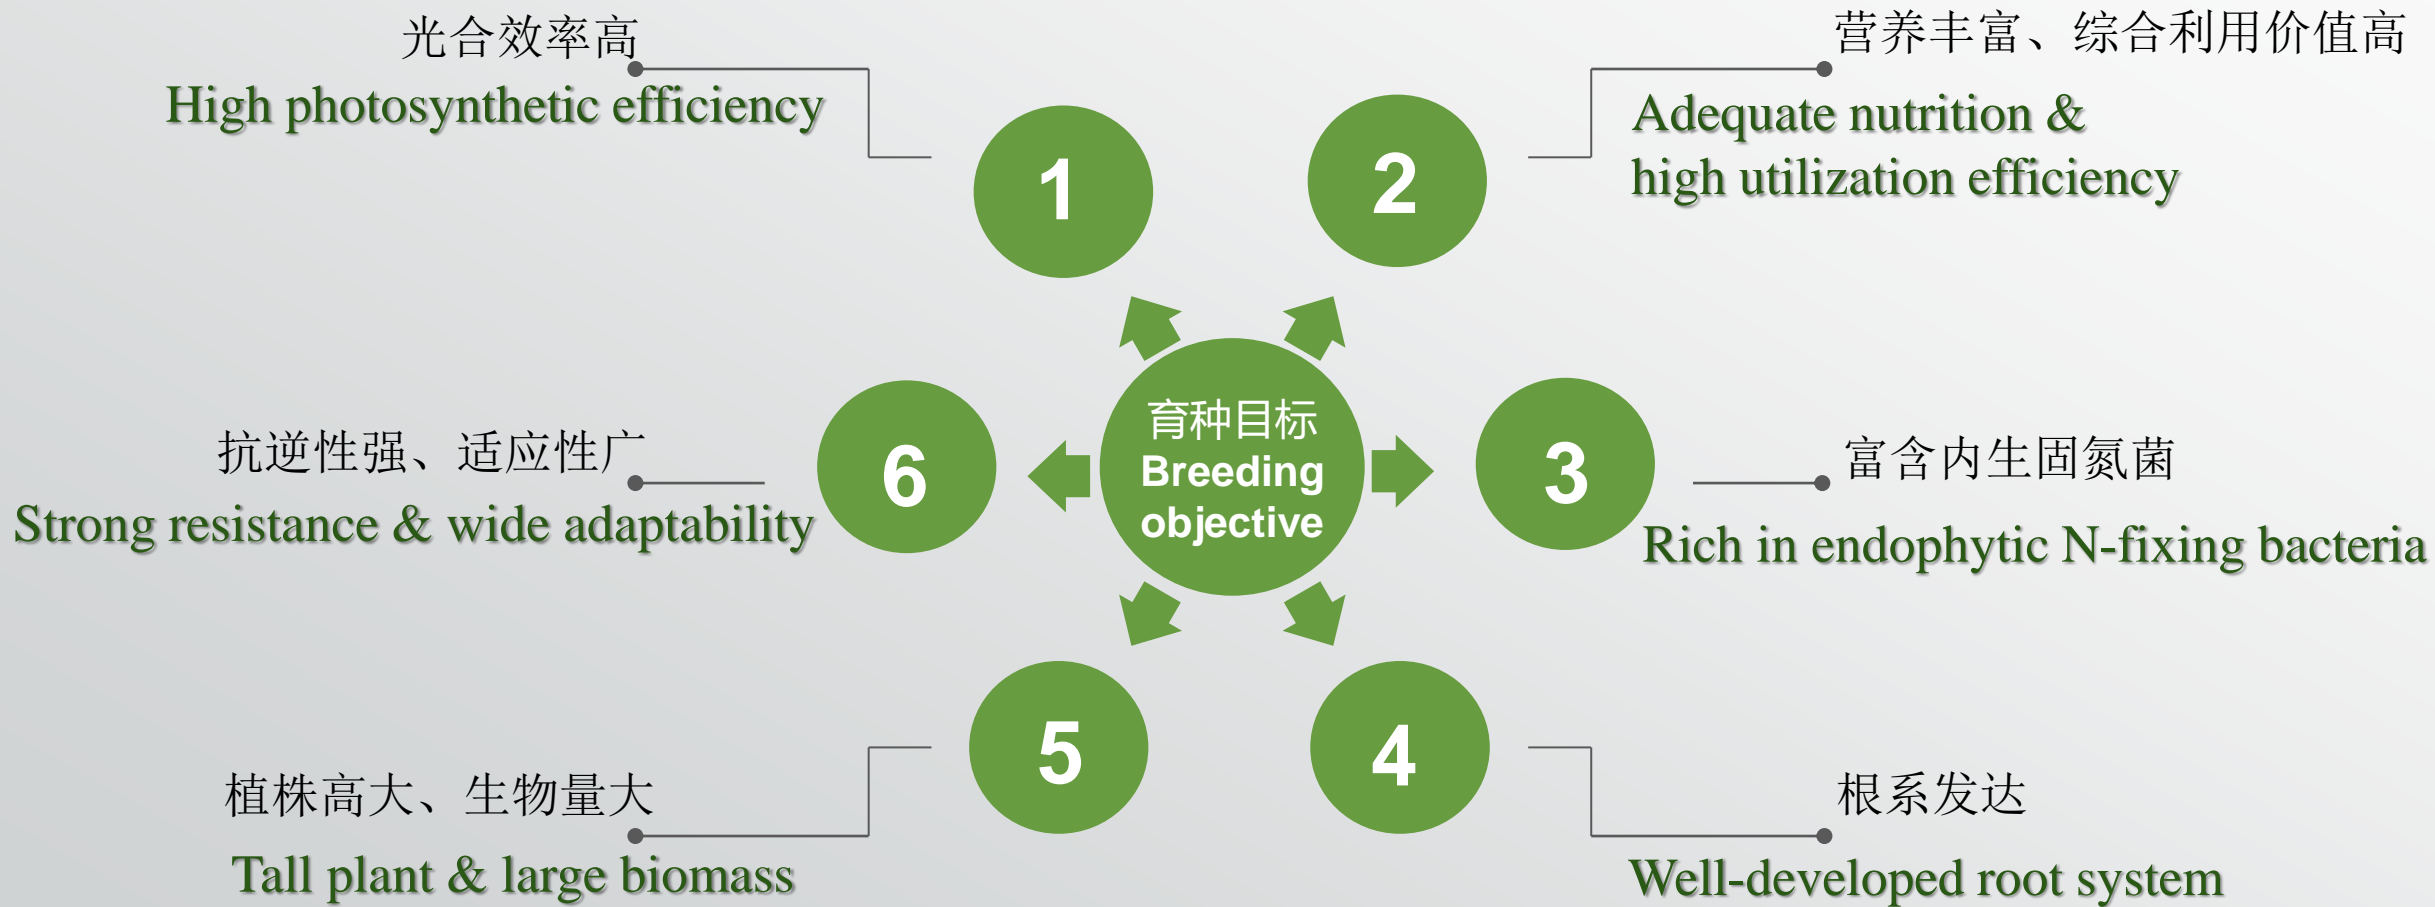 光合效率高
High photosynthetic efficiency
1
营养丰富、综合利用价值高
Adequate nutrition &
high utilization efficiency
2
育种目标
Breeding
objective
富含内生固氮菌
Rich in endophytic N-fixing bacteria
3
根系发达
Well-developed root system
4
植株高大、生物量大
Tall plant & large biomass
5
抗逆性强、适应性广
Strong resistance & wide adaptability
6